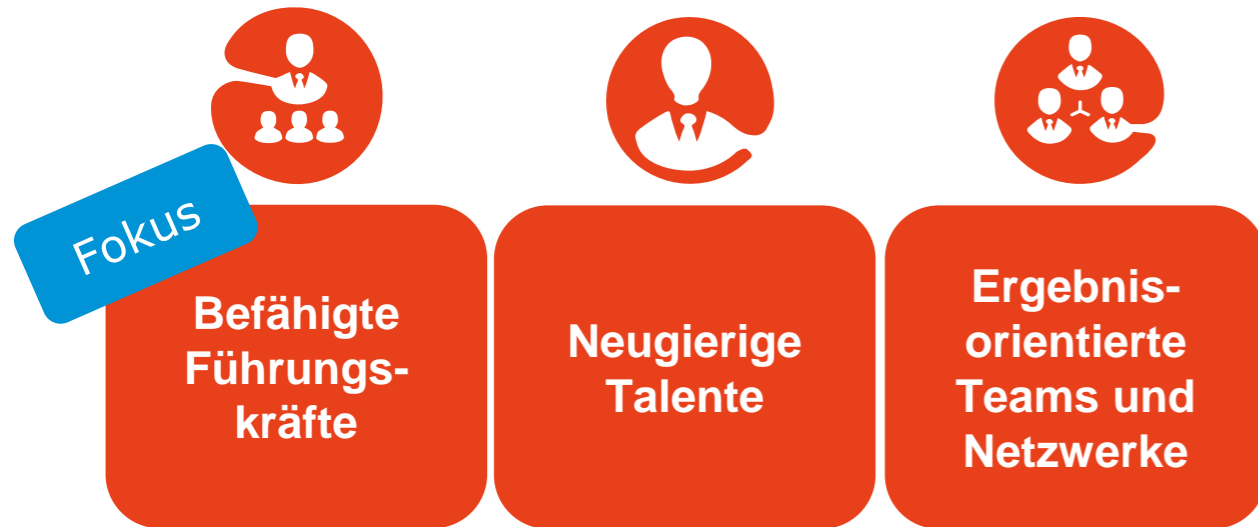 Fokus
Befähigte
Führungs-
kräfte
Neugierige
Talente
Ergebnis-
orientierte
Teams und
Netzwerke